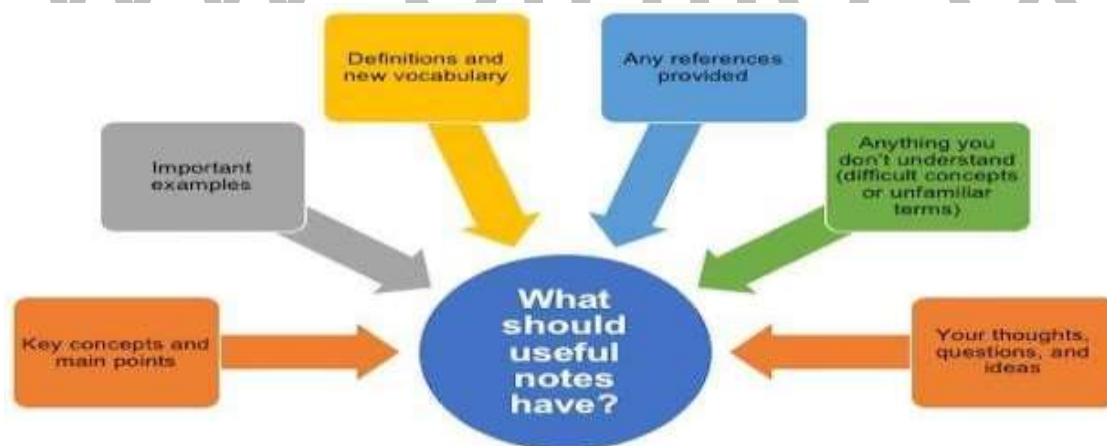 Definitions and
new vocabulary
Any references
provided
Important
examples
Anything you
don't understand
(difficult concepts
or unfamiliar
terms)
Key concepts and
main points
What
should
useful
notes
have?
Your thoughts,
questions, and
ideas